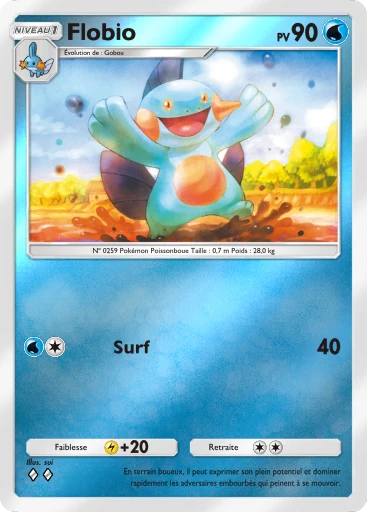 NIVEAU 1
Flobio
PV 90
Évolution de : Gobou
N° 0259 Pokémon Poissonboue Taille : 0,7 m Poids : 28,0 kg
Surf 40
Faiblesse +20 Retraite
Illus. sui
En terrain boueux, il peut exprimer son plein potentiel et dominer
rapidement les adversaires embourbés qui peinent à se mouvoir.